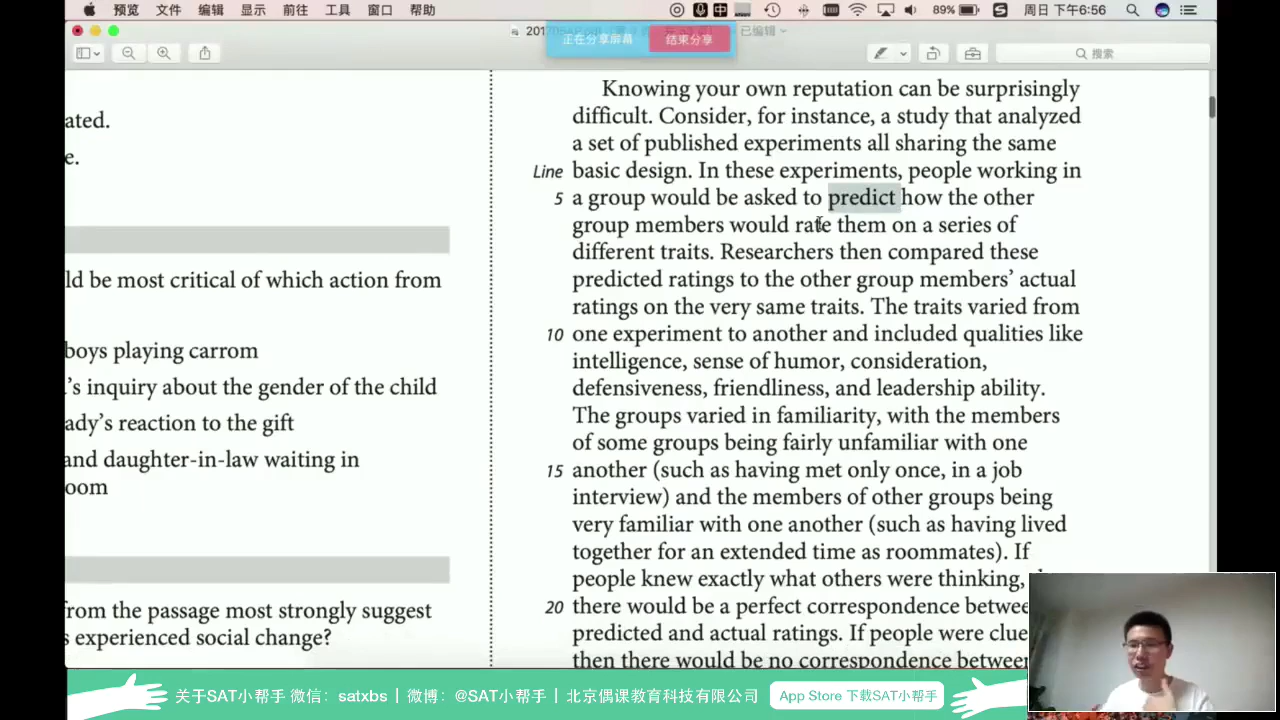 预览 文件 编辑 显示 前往 工具 窗口 帮助
中
89%
周日 下午6:56
正在分享屏幕
结束分享
已编辑
搜索
ated.
e.
ld be most critical of which action from
boys playing carrom
's inquiry about the gender of the child
ady's reaction to the gift
and daughter-in-law waiting in
oom
from the passage most strongly suggest
s experienced social change?
Knowing your own reputation can be surprisingly
difficult. Consider, for instance, a study that analyzed
a set of published experiments all sharing the same
Line basic design. In these experiments, people working in
5 a group would be asked to predict how the other
group members would rate them on a series of
different traits. Researchers then compared these
predicted ratings to the other group members' actual
ratings on the very same traits. The traits varied from
10 one experiment to another and included qualities like
intelligence, sense of humor, consideration,
defensiveness, friendliness, and leadership ability.
The groups varied in familiarity, with the members
of some groups being fairly unfamiliar with one
15 another (such as having met only once, in a job
interview) and the members of other groups being
very familiar with one another (such as having lived
together for an extended time as roommates). If
people knew exactly what others were thinking,
20 there would be a perfect correspondence betwee
predicted and actual ratings. If people were clue
then there would be no correspondence between
关于SAT小帮手 微信：satxbs | 微博：@SAT小帮手 | 北京偶课教育科技有限公司
App Store 下载SAT小帮手